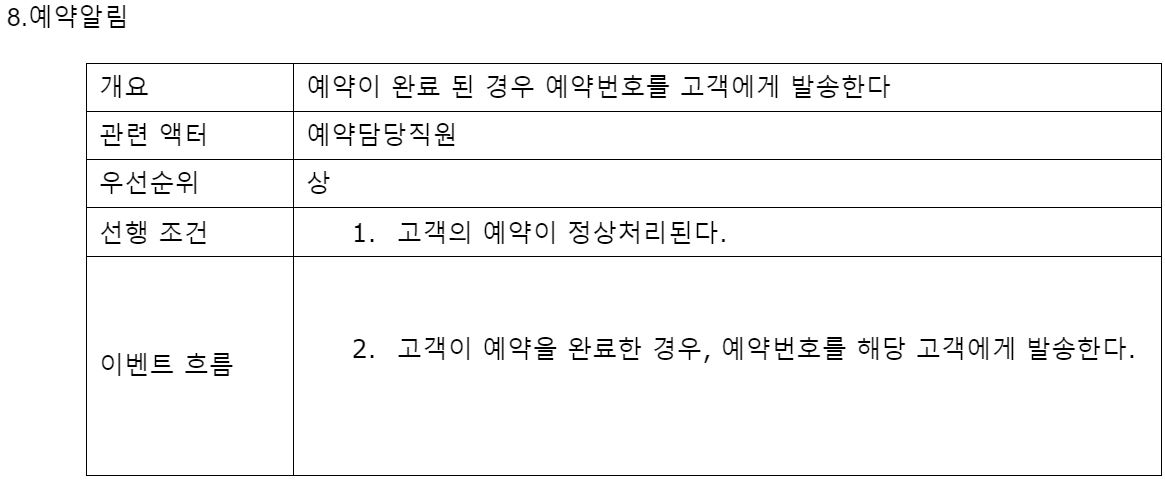 8.예약알림
개요 예약이 완료 된 경우 예약번호를 고객에게 발송한다
관련 액터 예약담당직원
우선순위 상
선행 조건 1. 고객의 예약이 정상처리된다.
이벤트 흐름 2. 고객이 예약을 완료한 경우, 예약번호를 해당 고객에게 발송한다.